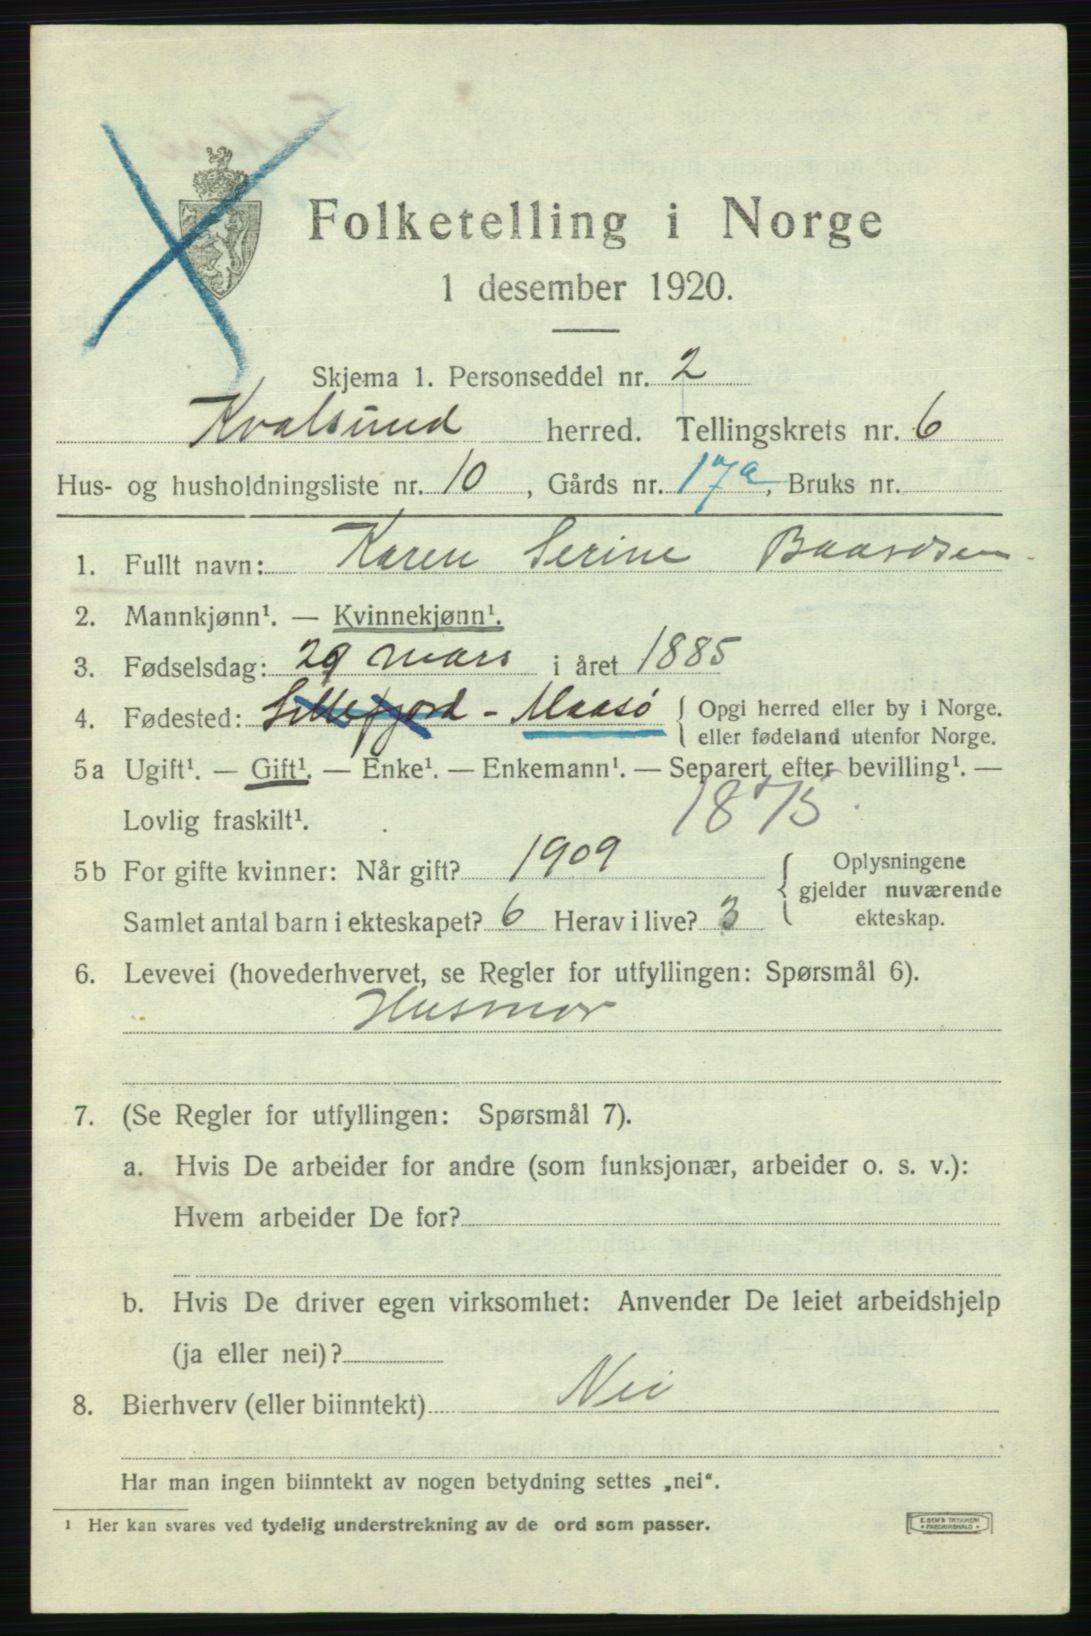 Folketelling i Norge
1 desember 1920.
Skjema 1. Personseddel nr. 2
Kvalsund herred. Tellingskrets nr. 6
Hus- og husholdningsliste nr. 10, Gårds nr. 17a, Bruks nr.
1. Fullt navn: Karen Serine Baardsen
2. Mannkjønn¹. — Kvinnekjønn¹.
3. Fødselsdag: 29 mars i året 1885
4. Fødested: Lillefjord - Maasö { Opgi herred eller by i Norge.
eller fødeland utenfor Norge.
5a Ugift¹. — Gift¹. — Enke¹. — Enkemann¹. — Separert efter bevilling¹. —
Lovlig fraskilt¹. 1875
5b For gifte kvinner: Når gift? 1909
Samlet antal barn i ekteskapet? 6 Herav i live? 3
{ Oplysningene
gjelder nuværende
ekteskap.
6. Levevei (hovederhvervet, se Regler for utfyllingen: Spørsmål 6).
Husmor
7. (Se Regler for utfyllingen: Spørsmål 7).
a. Hvis De arbeider for andre (som funksjonær, arbeider o. s. v.):
Hvem arbeider De for?
b. Hvis De driver egen virksomhet: Anvender De leiet arbeidshjelp
(ja eller nei)?
8. Bierhverv (eller biinntekt) Nei
Har man ingen biinntekt av nogen betydning settes „nei“.
¹ Her kan svares ved tydelig understrekning av de ord som passer.